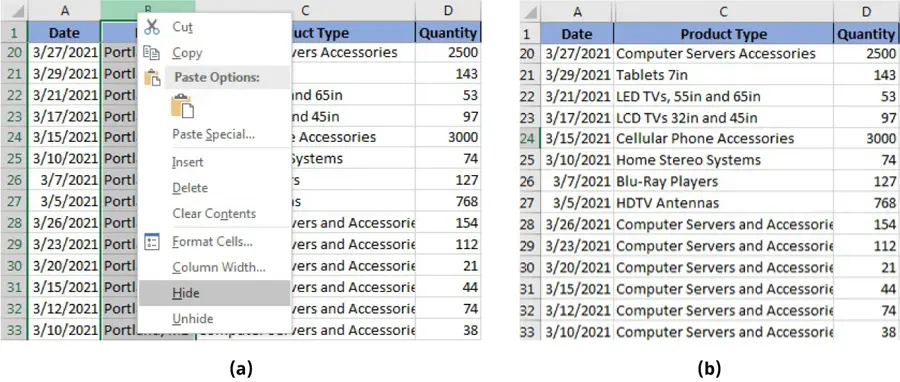 A B C D
1 Date uct Type Quantity
20 3/27/2021 Portl vers Accessories 2500
21 3/29/2021 Portl 143
22 3/21/2021 Portl and 65in 53
23 3/17/2021 Portl nd 45in 97
24 3/15/2021 Portl e Accessories 3000
25 3/10/2021 Portl Systems 74
26 3/7/2021 Portl rs 127
27 3/5/2021 Portl as 768
28 3/26/2021 Portl ervers and Accessorie 154
29 3/23/2021 Portl ervers and Accessorie 112
30 3/20/2021 Portl ervers and Accessorie 21
31 3/15/2021 Portl ervers and Accessorie 44
32 3/12/2021 Portl ervers and Accessorie 74
33 3/10/2021 Servers and Accessorie 38
Cut
Copy
Paste Options:
Paste Special...
Insert
Delete
Clear Contents
Format Cells...
Column Width...
Hide
Unhide
(a)
A C D
1 Date Product Type Quantity
20 3/27/2021 Computer Servers Accessories 2500
21 3/29/2021 Tablets 7in 143
22 3/21/2021 LED TVs, 55in and 65in 53
23 3/17/2021 LCD TVs 32in and 45in 97
24 3/15/2021 Cellular Phone Accessories 3000
25 3/10/2021 Home Stereo Systems 74
26 3/7/2021 Blu-Ray Players 127
27 3/5/2021 HDTV Antennas 768
28 3/26/2021 Computer Servers and Accessorie 154
29 3/23/2021 Computer Servers and Accessorie 112
30 3/20/2021 Computer Servers and Accessorie 21
31 3/15/2021 Computer Servers and Accessorie 44
32 3/12/2021 Computer Servers and Accessorie 74
33 3/10/2021 Computer Servers and Accessorie 38
(b)